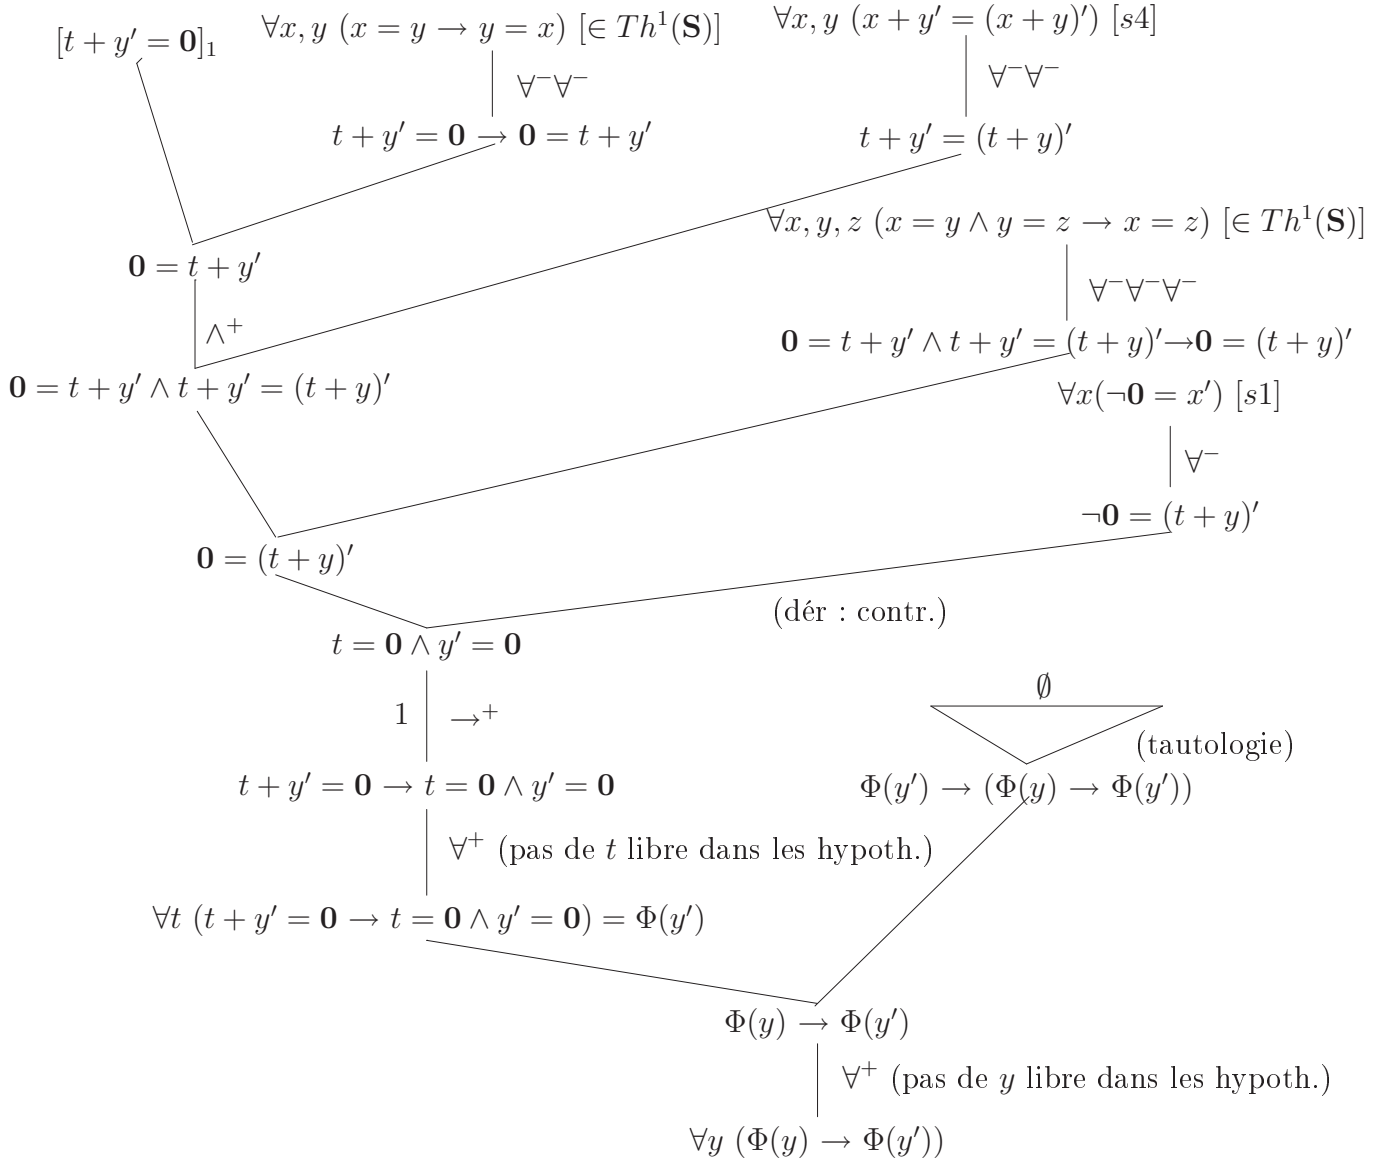 [t + y′ = 0]₁
∀x, y (x = y → y = x) [∈ Th¹(S)]
∀x, y (x + y′ = (x + y)′) [s4]
∀⁻∀⁻
∀⁻∀⁻
t + y′ = 0 → 0 = t + y′
t + y′ = (t + y)′
∀x, y, z (x = y ∧ y = z → x = z) [∈ Th¹(S)]
0 = t + y′
∀⁻∀⁻∀⁻
∧⁺
0 = t + y′ ∧ t + y′ = (t + y)′→0 = (t + y)′
0 = t + y′ ∧ t + y′ = (t + y)′
∀x(¬0 = x′) [s1]
∀⁻
¬0 = (t + y)′
0 = (t + y)′
(dér : contr.)
t = 0 ∧ y′ = 0
∅
1 →⁺
(tautologie)
t + y′ = 0 → t = 0 ∧ y′ = 0
Φ(y′) → (Φ(y) → Φ(y′))
∀⁺ (pas de t libre dans les hypoth.)
∀t (t + y′ = 0 → t = 0 ∧ y′ = 0) = Φ(y′)
Φ(y) → Φ(y′)
∀⁺ (pas de y libre dans les hypoth.)
∀y (Φ(y) → Φ(y′))